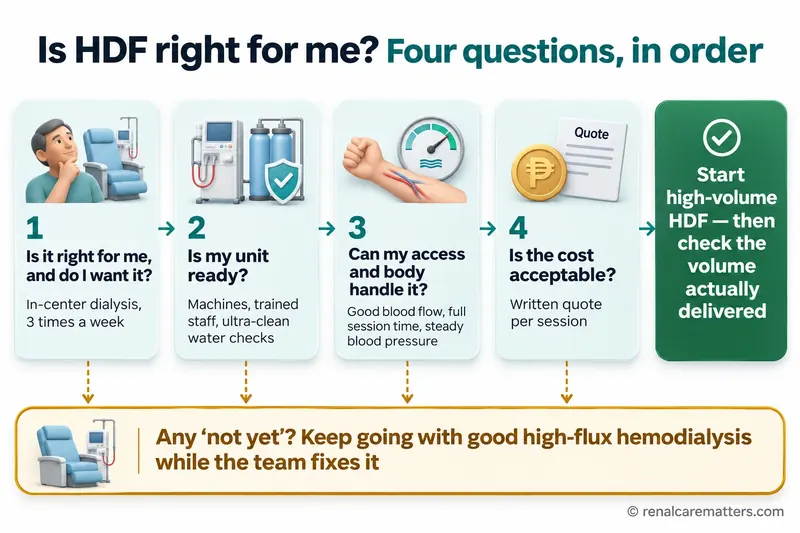 Is HDF right for me? Four questions, in order
1
Is it right for me,
and do I want it?
In-center dialysis,
3 times a week
2
Is my unit
ready?
Machines, trained
staff, ultra-clean
water checks
3
Can my access
and body
handle it?
Good blood flow, full
session time, steady
blood pressure
Quote
₱
4
Is the cost
acceptable?
Written quote
per session
Start
high-volume
HDF — then
check the
volume
actually
delivered
Any ‘not yet’? Keep going with good high-flux hemodialysis
while the team fixes it
© renalcarematters.com